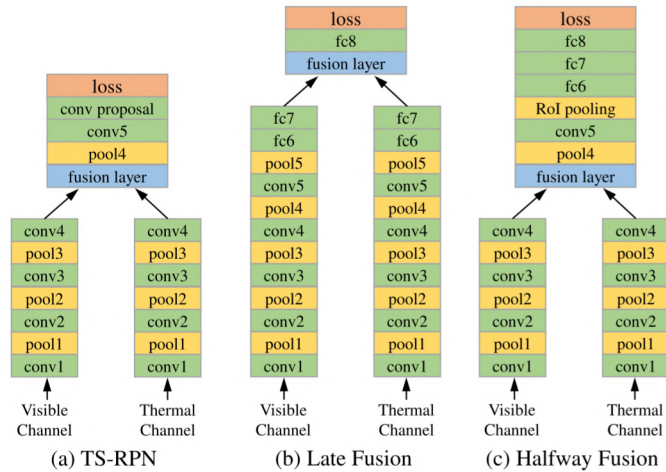 loss
conv proposal
conv5
pool4
fusion layer
conv4
pool3
conv3
pool2
conv2
pool1
conv1
Visible
Channel
conv4
pool3
conv3
pool2
conv2
pool1
conv1
Thermal
Channel
(a) TS-RPN
loss
fc8
fusion layer
fc7
fc6
pool5
conv5
pool4
conv4
pool3
conv3
pool2
conv2
pool1
conv1
Visible
Channel
fc7
fc6
pool5
conv5
pool4
conv4
pool3
conv3
pool2
conv2
pool1
conv1
Thermal
Channel
(b) Late Fusion
loss
fc8
fc7
fc6
RoI pooling
conv5
pool4
fusion layer
conv4
pool3
conv3
pool2
conv2
pool1
conv1
Visible
Channel
conv4
pool3
conv3
pool2
conv2
pool1
conv1
Thermal
Channel
(c) Halfway Fusion